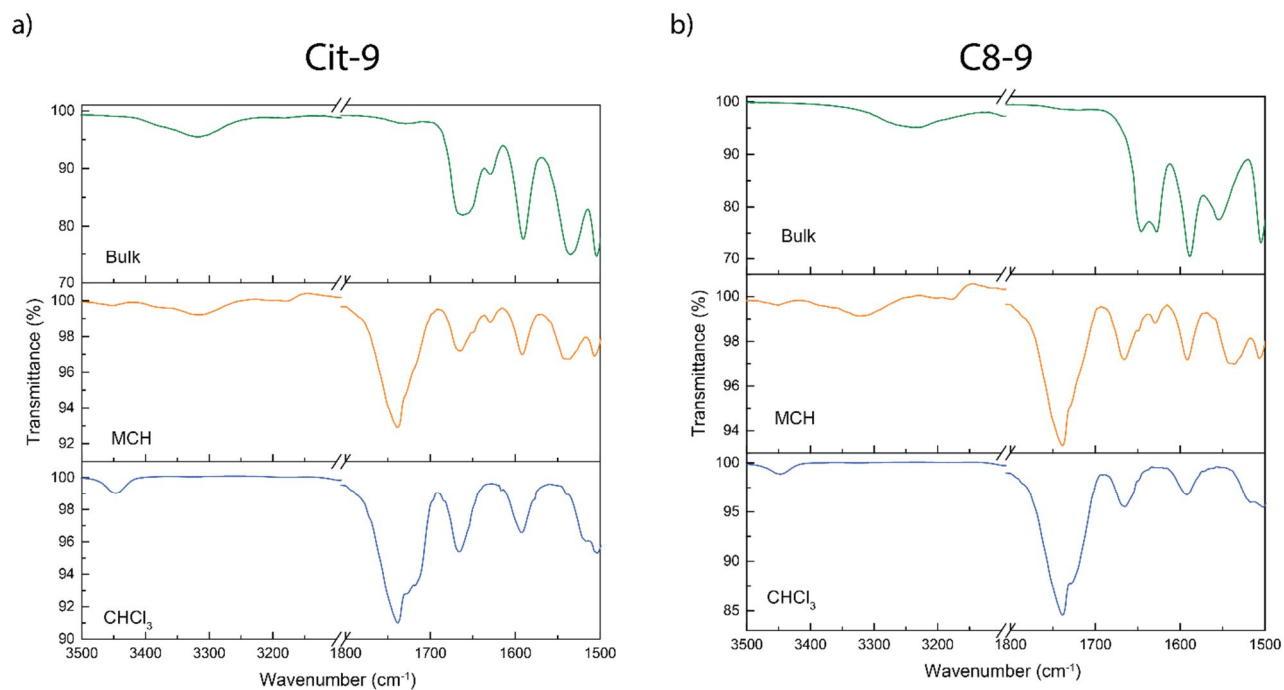 a)
Cit-9
Transmittance (%)
100
90
80
70
Bulk
100
98
96
94
92
MCH
100
98
96
94
92
90
CHCl₃
3500 3400 3300 3200 1800 1700 1600 1500
Wavenumber (cm⁻¹)
b)
C8-9
Transmittance (%)
100
90
80
70
Bulk
100
98
96
94
MCH
100
95
90
85
CHCl₃
3500 3400 3300 3200 1800 1700 1600 1500
Wavenumber (cm⁻¹)